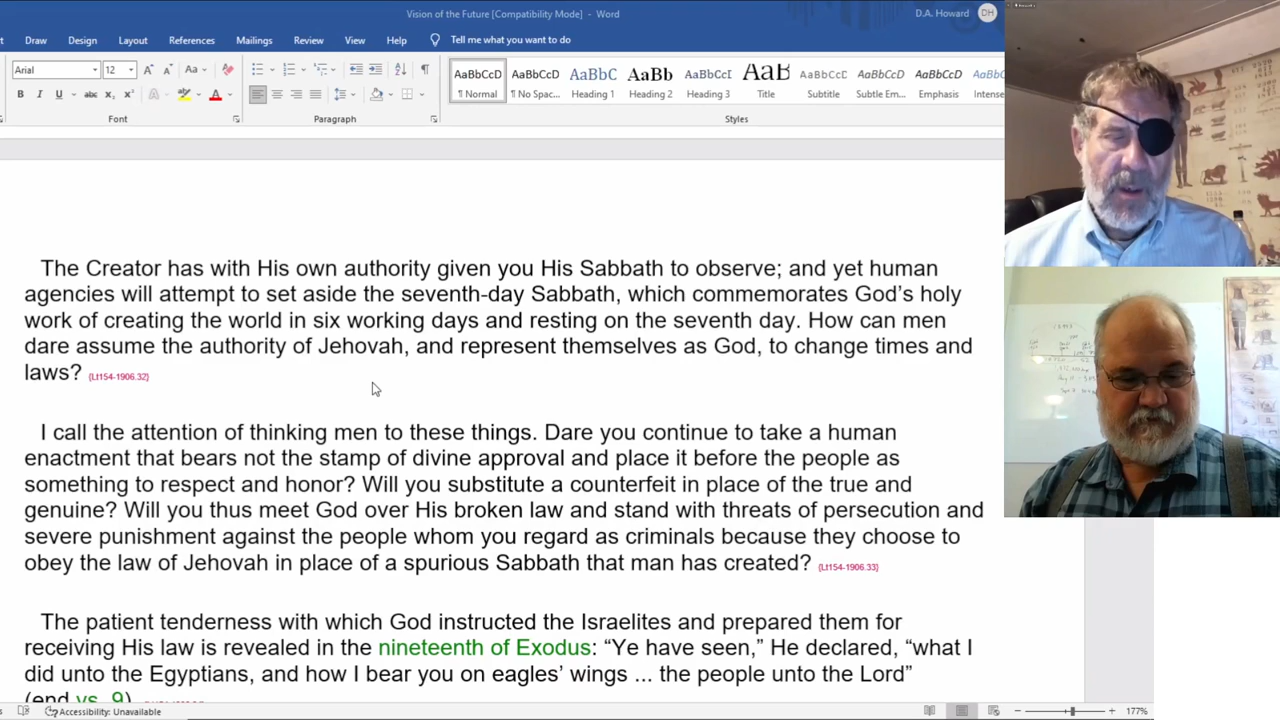 Vision of the Future [Compatibility Mode] - Word
D.A. Howard DH
Draw Design Layout References Mailings Review View Help Tell me what you want to do
Arial 12 Aa
B I U abc x₂ x² A A
AaBbCcD AaBbCcD AaBbC AaBb AaBbCcI AaB AaBbCcD AaBbCcD AaBbCcD AaBbC
¶ Normal ¶ No Spac... Heading 1 Heading 2 Heading 3 Title Subtitle Subtle Em... Emphasis Intense
Font Paragraph Styles
The Creator has with His own authority given you His Sabbath to observe; and yet human
agencies will attempt to set aside the seventh-day Sabbath, which commemorates God’s holy
work of creating the world in six working days and resting on the seventh day. How can men
dare assume the authority of Jehovah, and represent themselves as God, to change times and
laws? {Lt154-1906.32}
I call the attention of thinking men to these things. Dare you continue to take a human
enactment that bears not the stamp of divine approval and place it before the people as
something to respect and honor? Will you substitute a counterfeit in place of the true and
genuine? Will you thus meet God over His broken law and stand with threats of persecution and
severe punishment against the people whom you regard as criminals because they choose to
obey the law of Jehovah in place of a spurious Sabbath that man has created? {Lt154-1906.33}
The patient tenderness with which God instructed the Israelites and prepared them for
receiving His law is revealed in the nineteenth of Exodus: “Ye have seen,” He declared, “what I
did unto the Egyptians, and how I bear you on eagles’ wings ... the people unto the Lord”
(end vs. 9)
Accessibility: Unavailable 177%